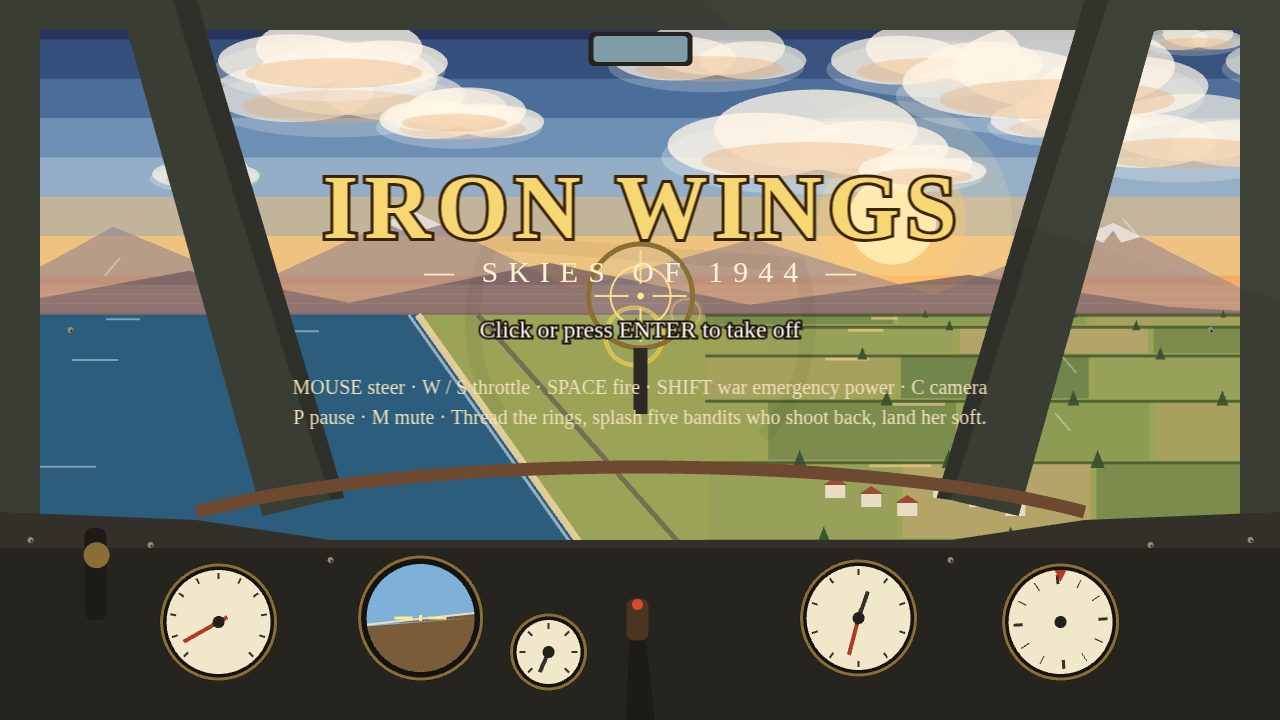 IRON WINGS
— SKIES OF 1944 —
Click or press ENTER to take off
MOUSE steer · W / S throttle · SPACE fire · SHIFT war emergency power · C camera
P pause · M mute · Thread the rings, splash five bandits who shoot back, land her soft.